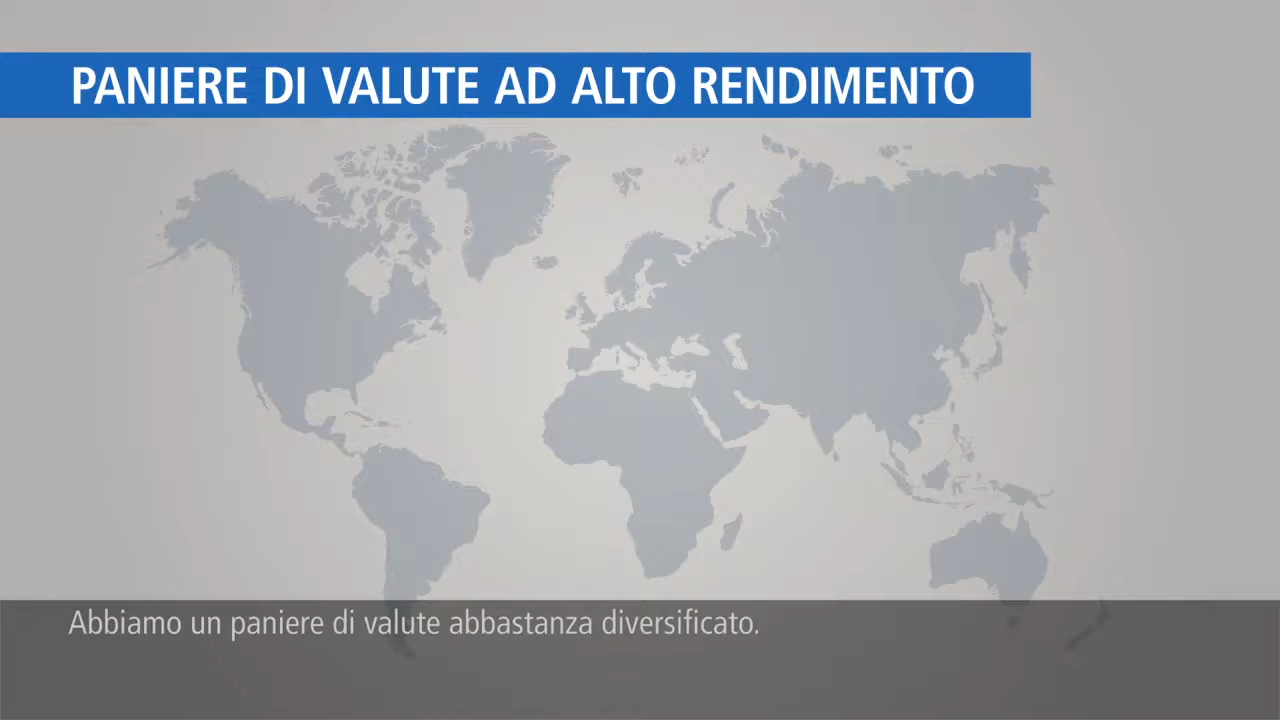 PANIERE DI VALUTE AD ALTO RENDIMENTO
Abbiamo un paniere di valute abbastanza diversificato.